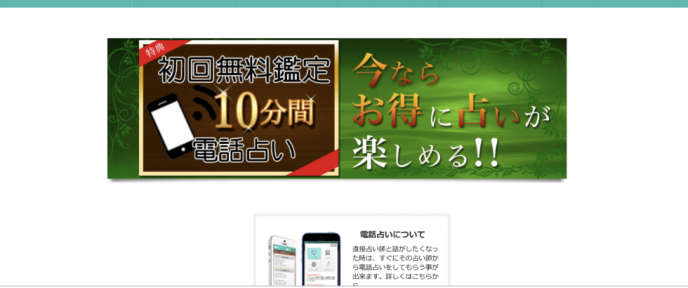 特典
初回無料鑑定
10分間
電話占い
今なら
お得に占いが
楽しめる!!
電話占いについて
直接占い師と話がしたくなっ
た時は、すぐにその占い師か
ら電話占いをしてもらう事が
出来ます。詳しくはこちらか